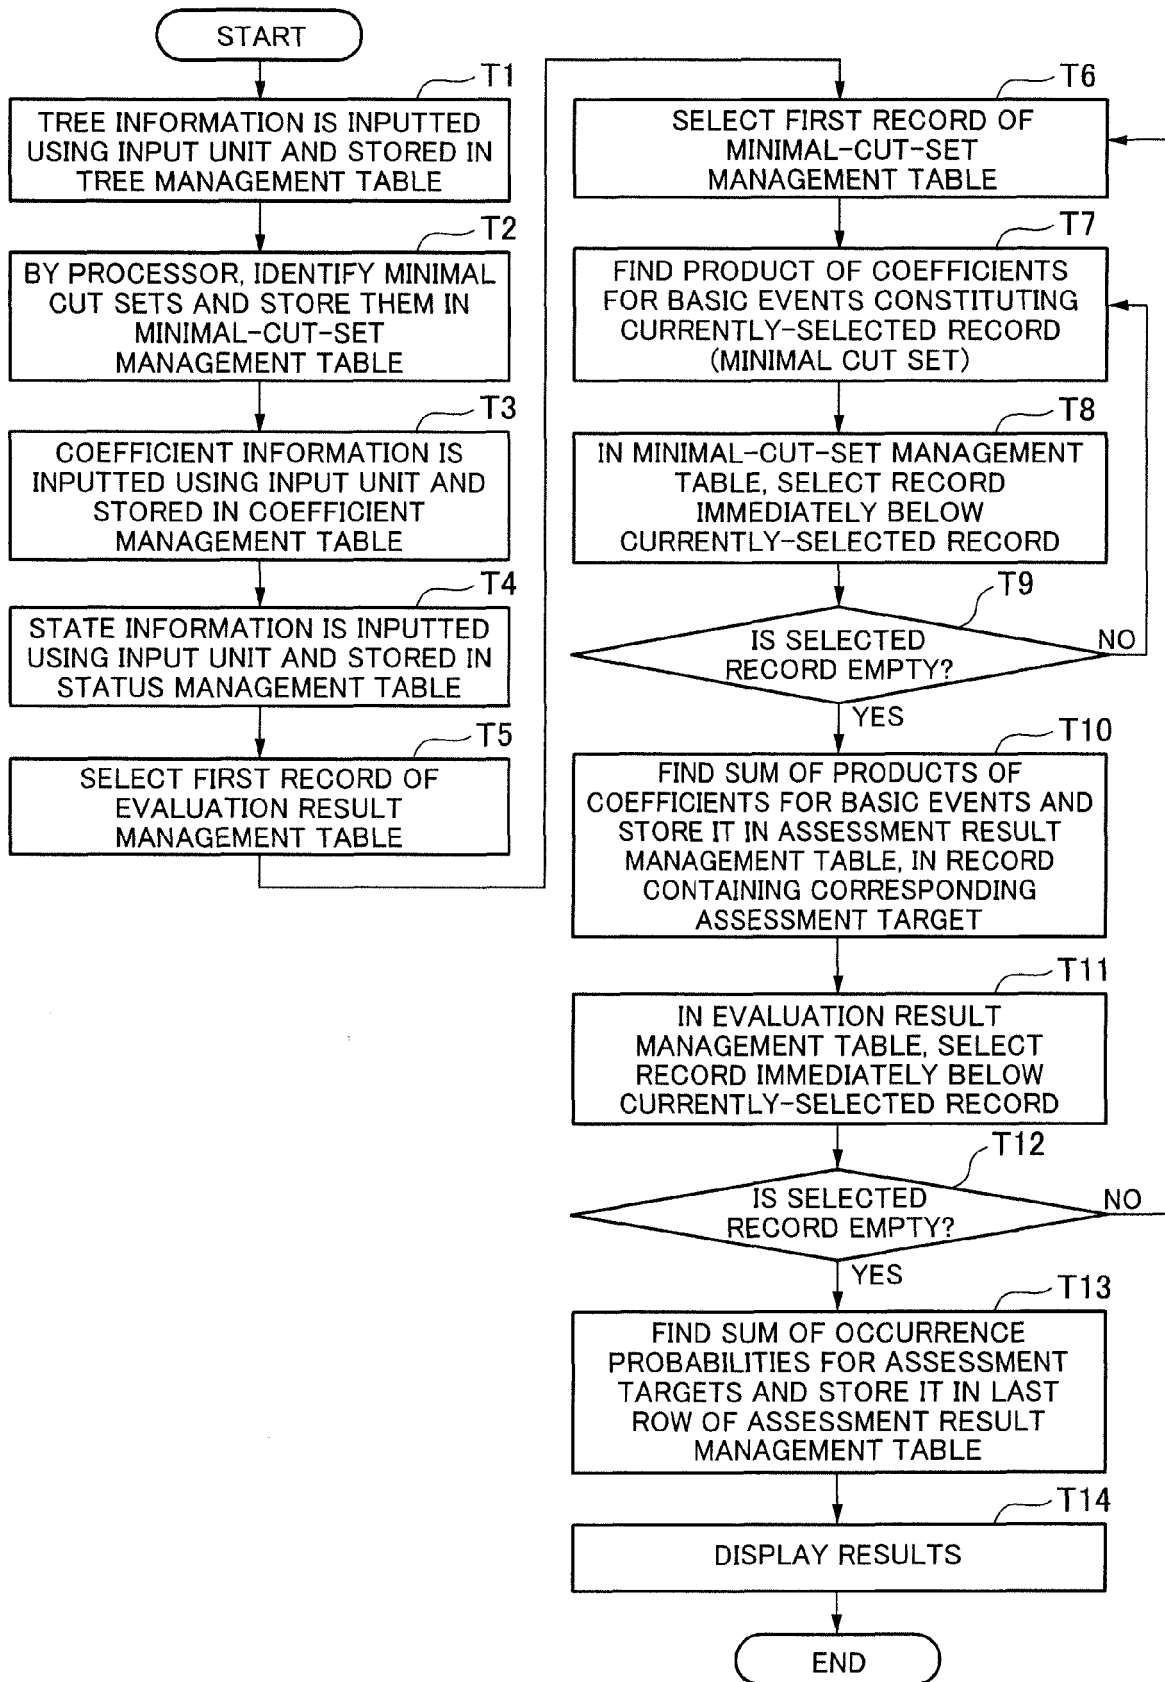 START
T1
TREE INFORMATION IS INPUTTED
USING INPUT UNIT AND STORED IN
TREE MANAGEMENT TABLE
T2
BY PROCESSOR, IDENTIFY MINIMAL
CUT SETS AND STORE THEM IN
MINIMAL-CUT-SET
MANAGEMENT TABLE
T3
COEFFICIENT INFORMATION IS
INPUTTED USING INPUT UNIT AND
STORED IN COEFFICIENT
MANAGEMENT TABLE
T4
STATE INFORMATION IS INPUTTED
USING INPUT UNIT AND STORED IN
STATUS MANAGEMENT TABLE
T5
SELECT FIRST RECORD OF
EVALUATION RESULT
MANAGEMENT TABLE
T6
SELECT FIRST RECORD OF
MINIMAL-CUT-SET
MANAGEMENT TABLE
T7
FIND PRODUCT OF COEFFICIENTS
FOR BASIC EVENTS CONSTITUTING
CURRENTLY-SELECTED RECORD
(MINIMAL CUT SET)
T8
IN MINIMAL-CUT-SET MANAGEMENT
TABLE, SELECT RECORD
IMMEDIATELY BELOW
CURRENTLY-SELECTED RECORD
T9
IS SELECTED
RECORD EMPTY?
NO
YES
T10
FIND SUM OF PRODUCTS OF
COEFFICIENTS FOR BASIC EVENTS AND
STORE IT IN ASSESSMENT RESULT
MANAGEMENT TABLE, IN RECORD
CONTAINING CORRESPONDING
ASSESSMENT TARGET
T11
IN EVALUATION RESULT
MANAGEMENT TABLE, SELECT
RECORD IMMEDIATELY BELOW
CURRENTLY-SELECTED RECORD
T12
IS SELECTED
RECORD EMPTY?
NO
YES
T13
FIND SUM OF OCCURRENCE
PROBABILITIES FOR ASSESSMENT
TARGETS AND STORE IT IN LAST
ROW OF ASSESSMENT RESULT
MANAGEMENT TABLE
T14
DISPLAY RESULTS
END